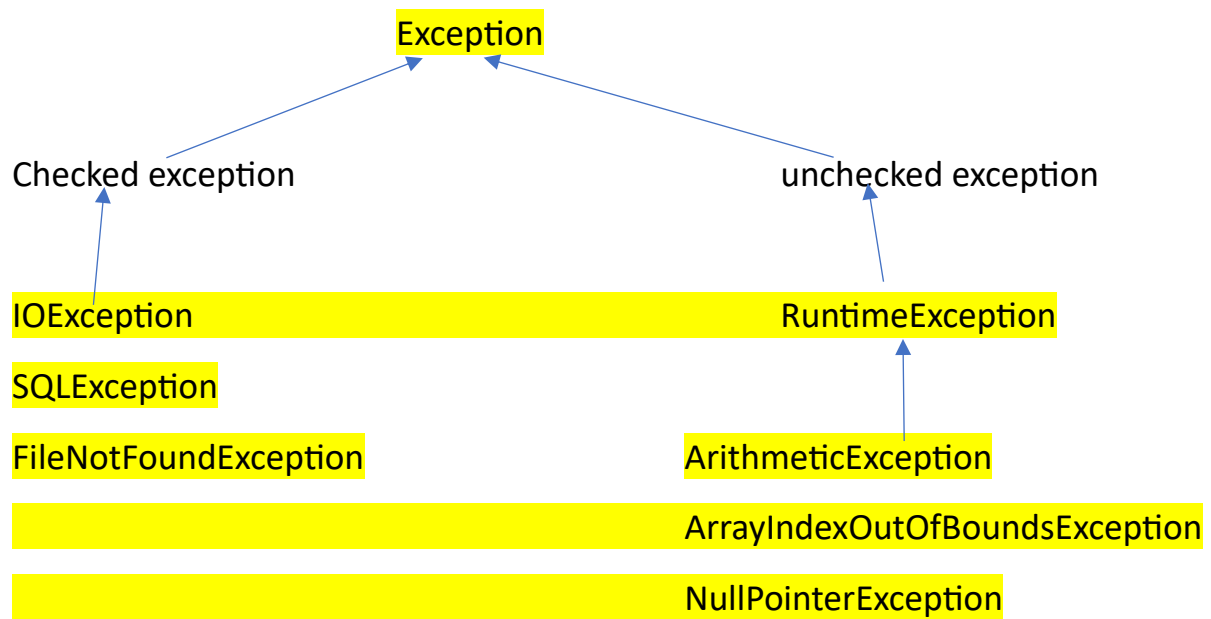 Exception
Checked exception unchecked exception
IOException RuntimeException
SQLException
FileNotFoundException ArithmeticException
ArrayIndexOutOfBoundsException
NullPointerException